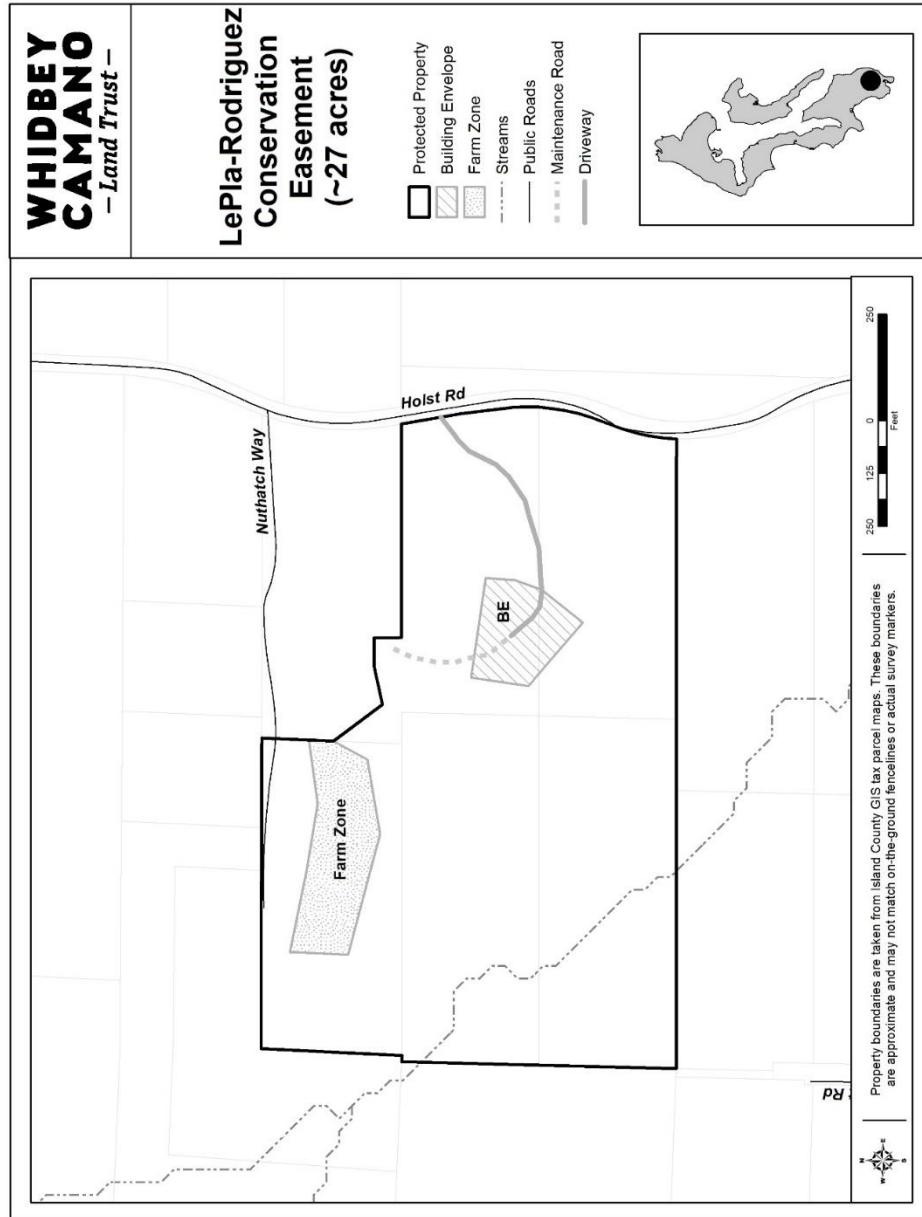 WHIDBEY
CAMANO
– Land Trust –
LePla-Rodriguez
Conservation
Easement
(~27 acres)
Protected Property
Building Envelope
Farm Zone
Streams
Public Roads
Maintenance Road
Driveway
Nuthatch Way
Holst Rd
Farm Zone
BE
t Rd
N
W E
S
Property boundaries are taken from Island County GIS tax parcel maps. These boundaries
are approximate and may not match on-the-ground fencelines or actual survey markers.
250 125 0 250
Feet